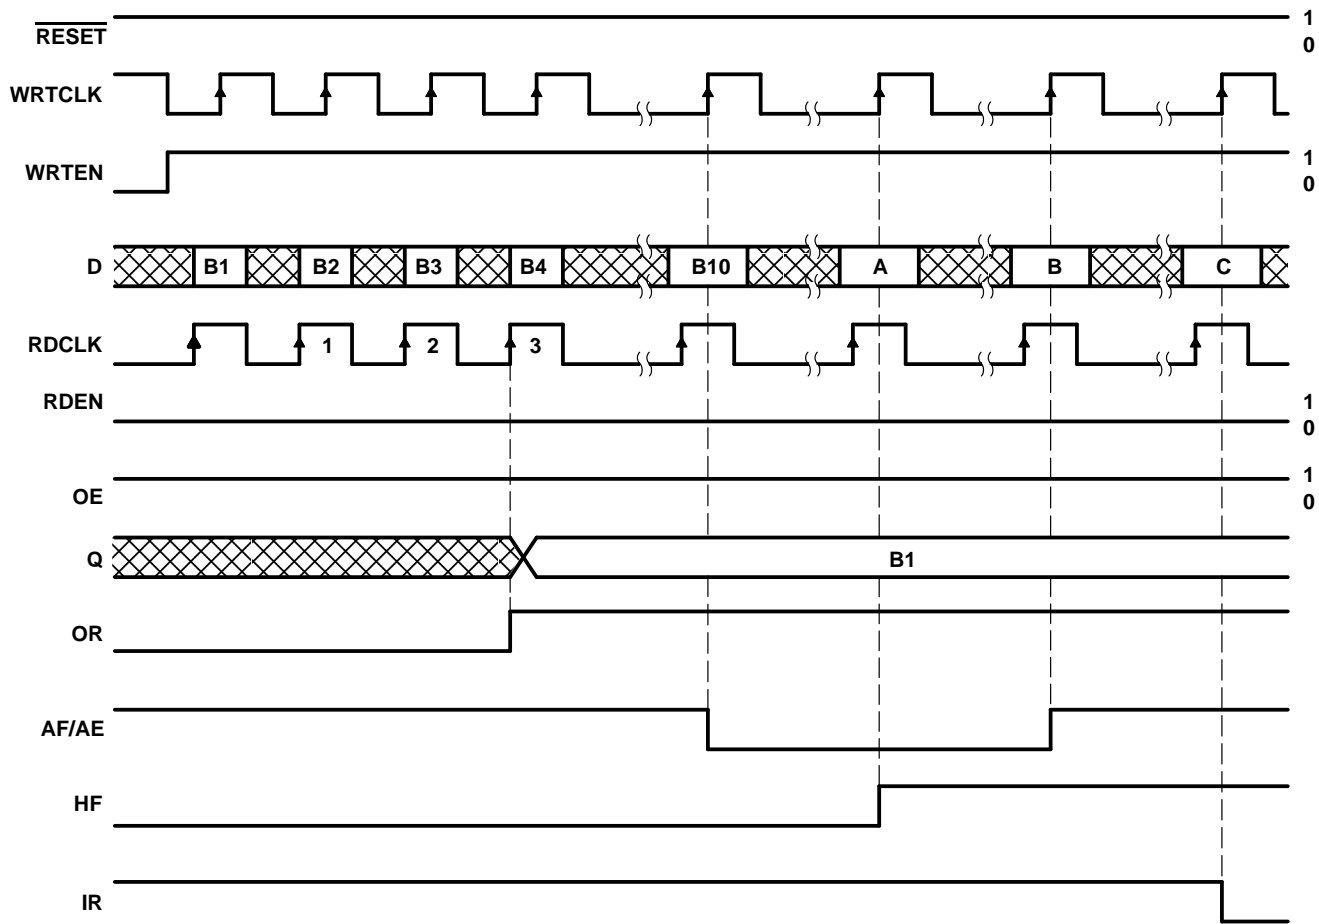 RESET
1
0
WRTCLK
WRTEN
1
0
D B1 B2 B3 B4 B10 A B C
RDCLK 1 2 3
RDEN
1
0
OE
1
0
Q B1
OR
AF/AE
HF
IR